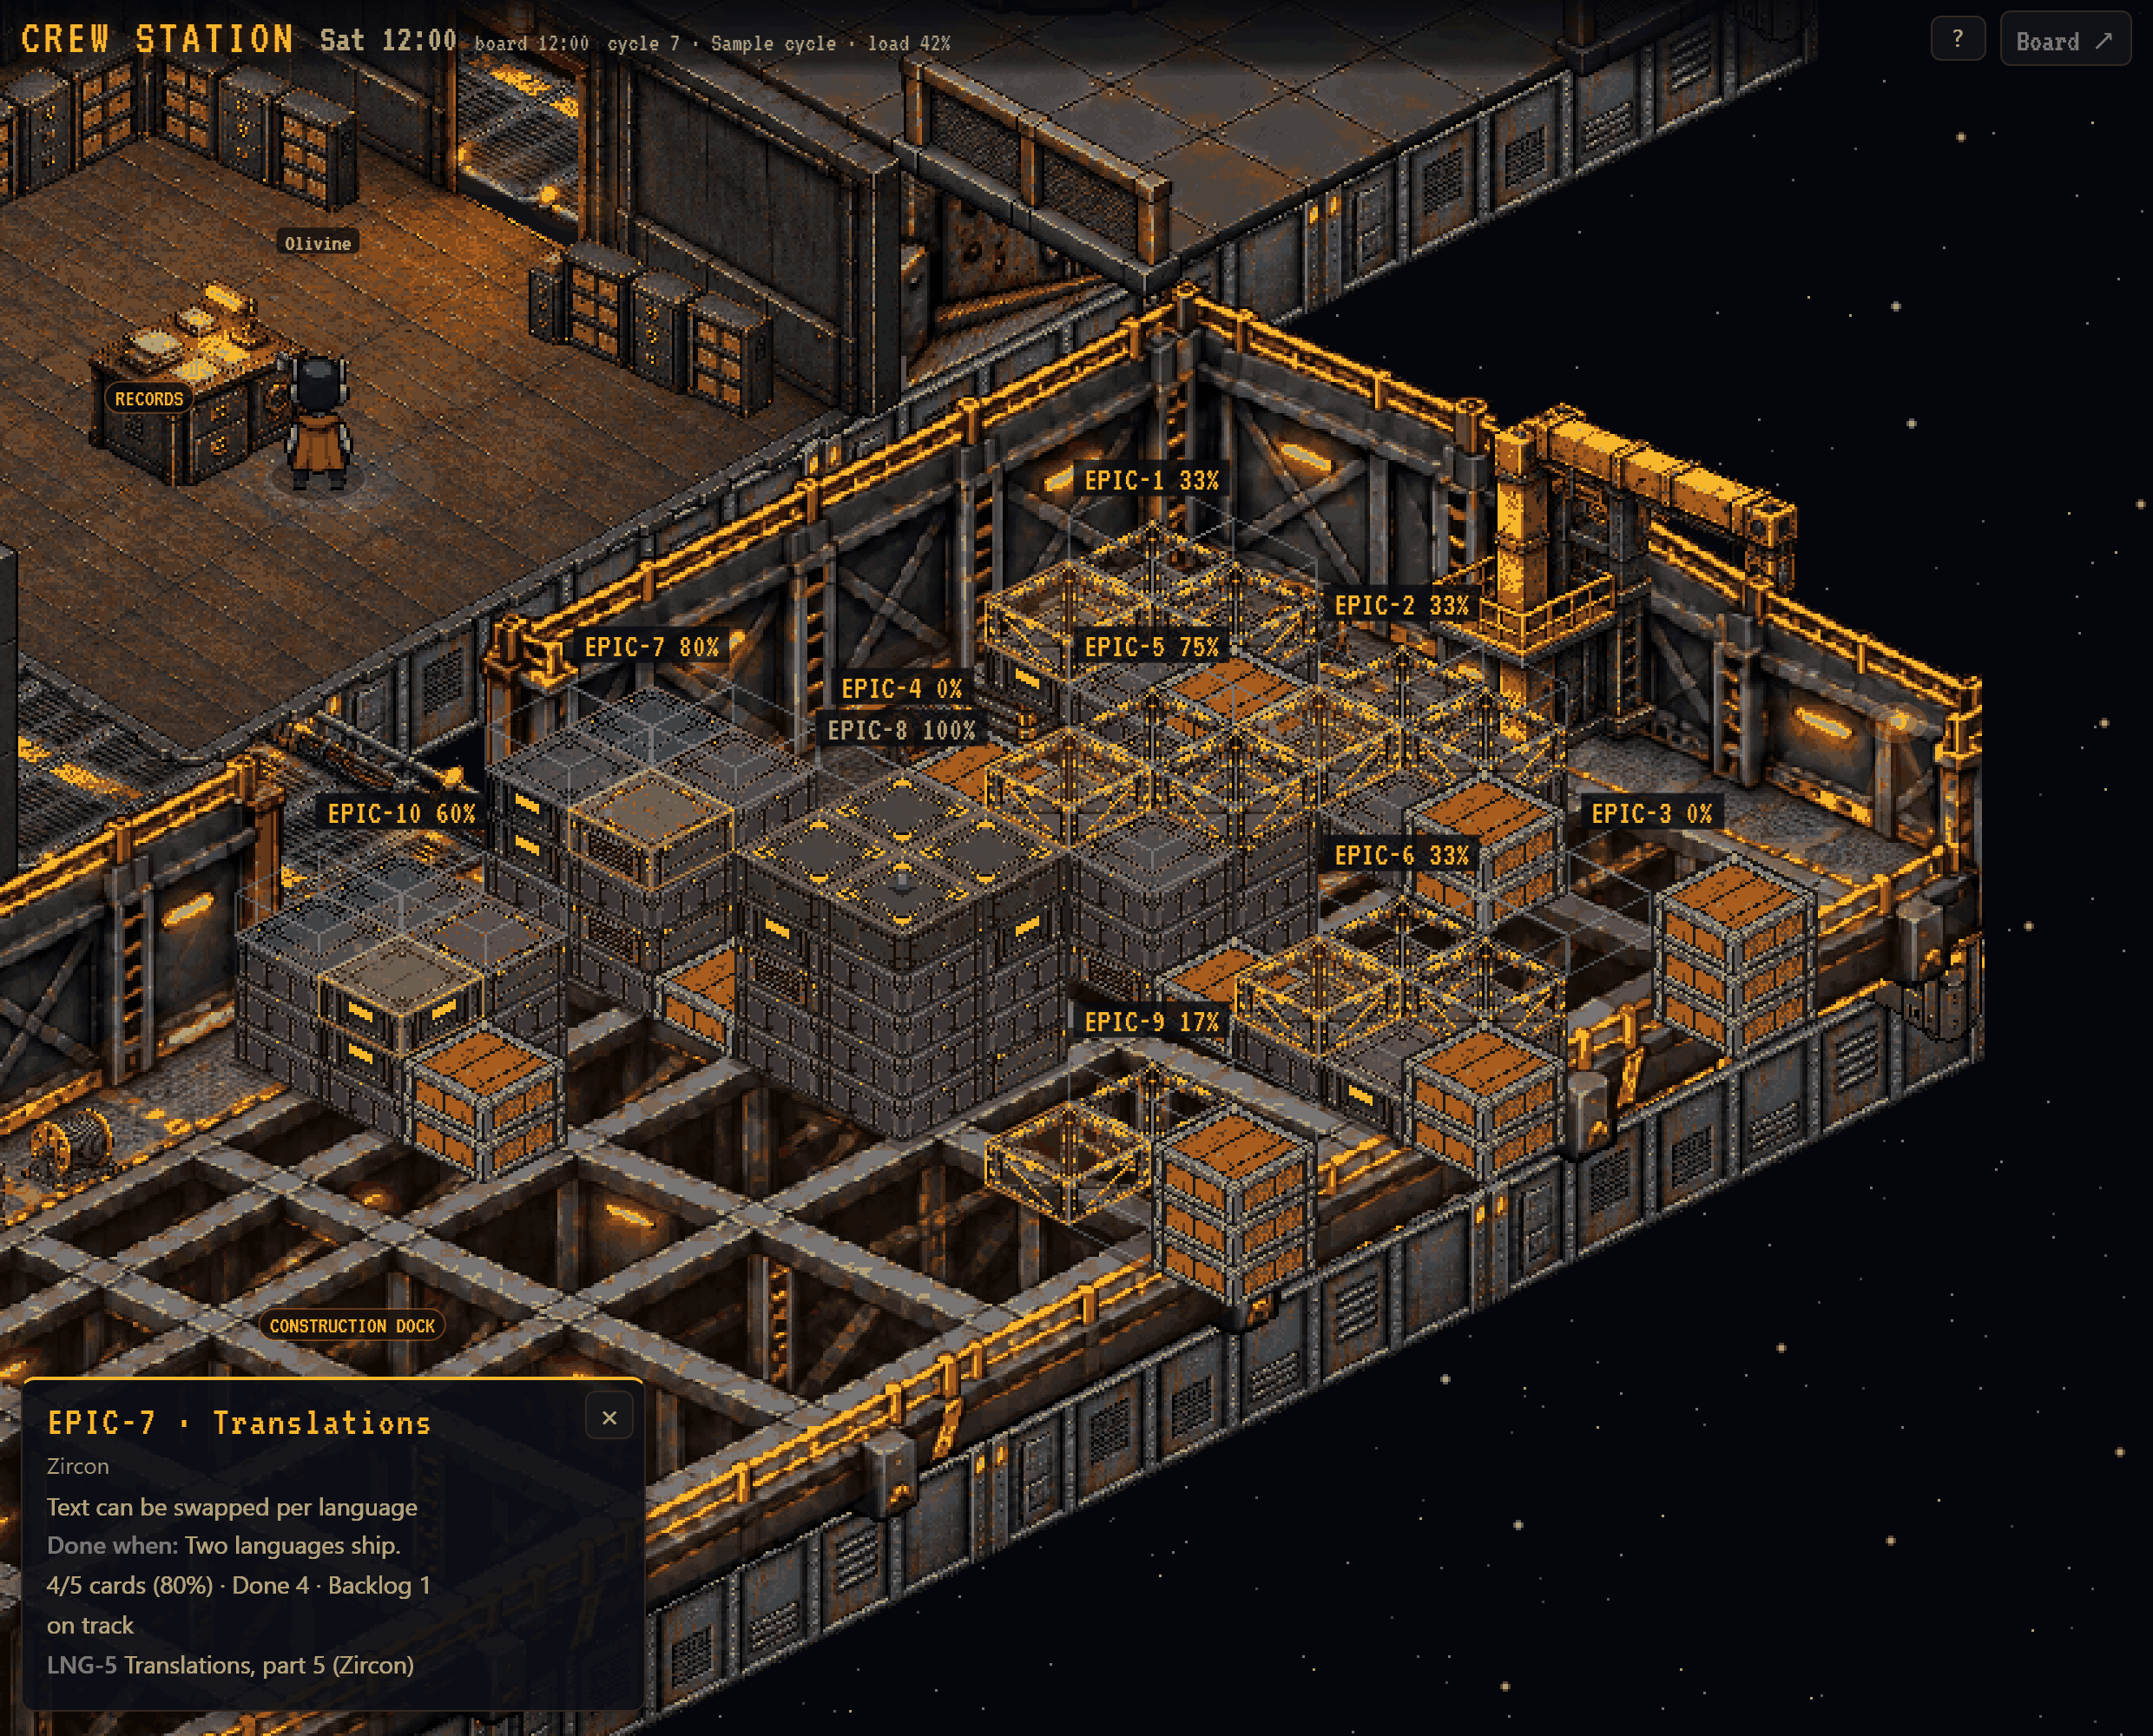 CREW STATION Sat 12:00 board 12:00 cycle 7 · Sample cycle · load 42%
? Board ↗
Olivine
RECORDS
EPIC-1 33%
EPIC-2 33%
EPIC-7 80%
EPIC-5 75%
EPIC-4 0%
EPIC-8 100%
EPIC-10 60%
EPIC-3 0%
EPIC-6 33%
EPIC-9 17%
CONSTRUCTION DOCK
EPIC-7 · Translations ×
Zircon
Text can be swapped per language
Done when: Two languages ship.
4/5 cards (80%) · Done 4 · Backlog 1
on track
LNG-5 Translations, part 5 (Zircon)